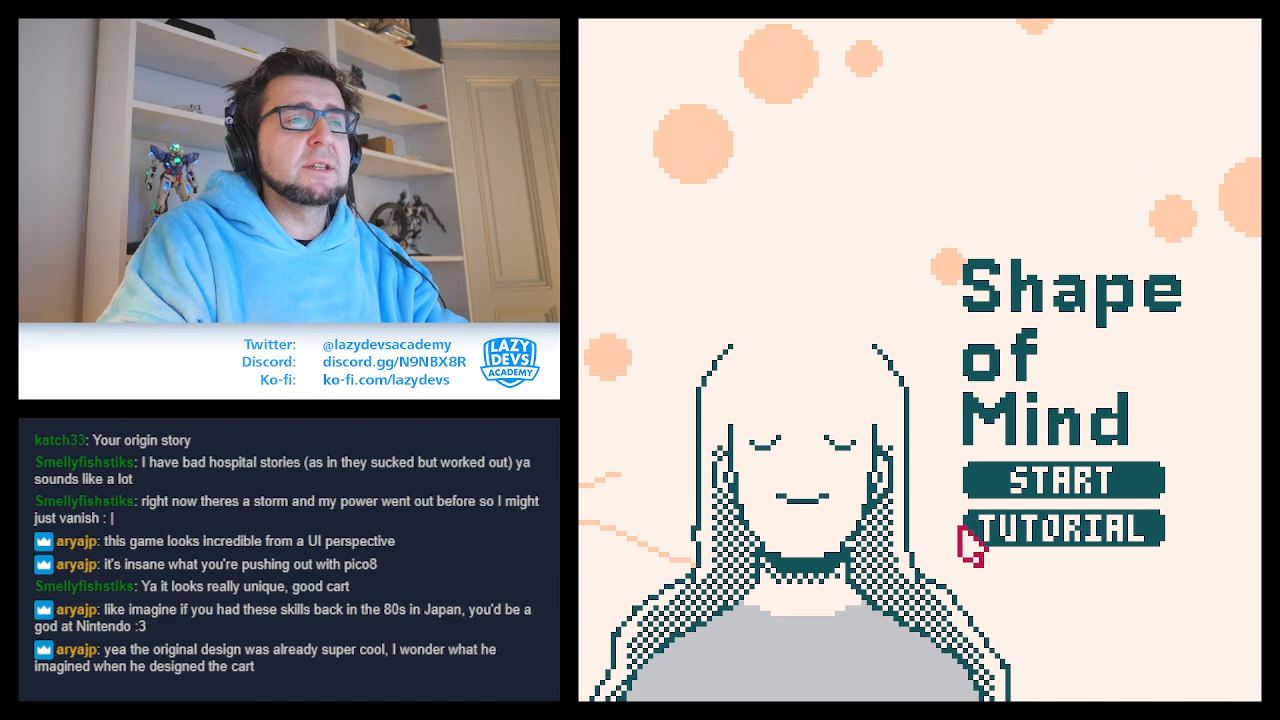 Twitter: @lazydevsacademy
Discord: discord.gg/N9NBX8R
Ko-fi: ko-fi.com/lazydevs
LAZY
DEVS
ACADEMY
katch33: Your origin story
Smellyfishstiks: I have bad hospital stories (as in they sucked but worked out) ya
sounds like a lot
Smellyfishstiks: right now theres a storm and my power went out before so I might
just vanish : |
aryajp: this game looks incredible from a UI perspective
aryajp: it's insane what you're pushing out with pico8
Smellyfishstiks: Ya it looks really unique, good cart
aryajp: like imagine if you had these skills back in the 80s in Japan, you'd be a
god at Nintendo :3
aryajp: yea the original design was already super cool, I wonder what he
imagined when he designed the cart
Shape
of
Mind
START
TUTORIAL